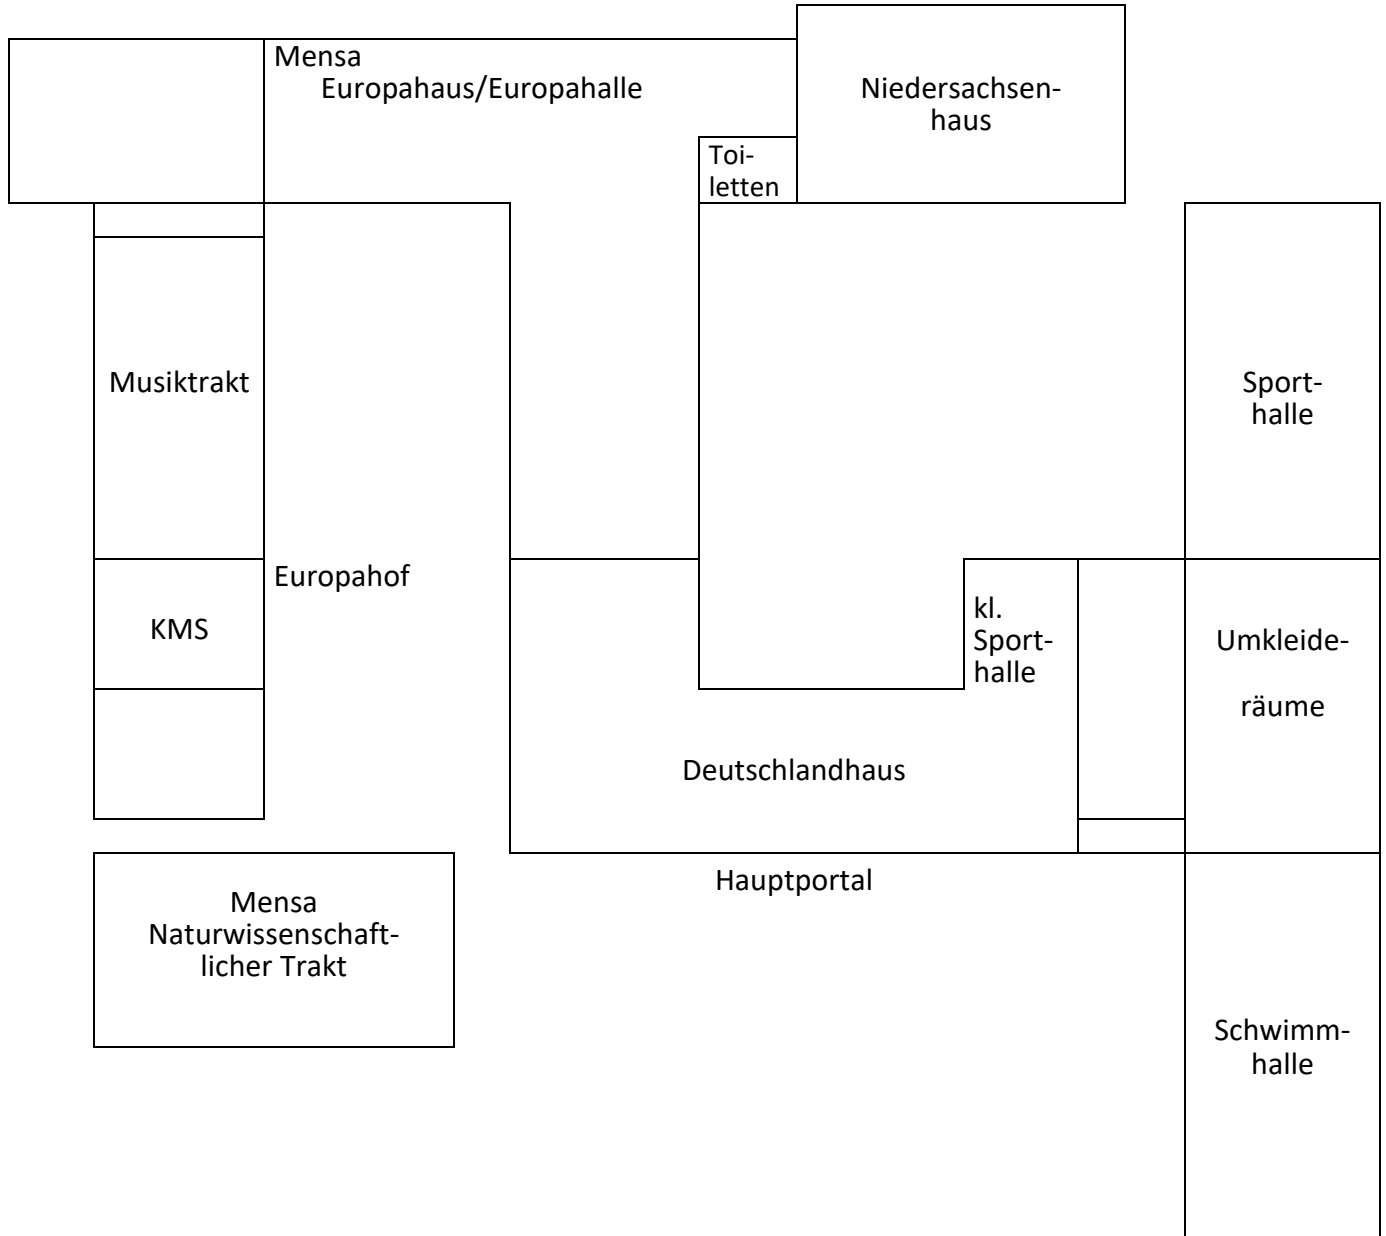 Mensa
Europahaus/Europahalle
Niedersachsen-
haus
Toi-
letten
Musiktrakt
Sport-
halle
Europahof
KMS
kl.
Sport-
halle
Umkleide-
räume
Deutschlandhaus
Hauptportal
Mensa
Naturwissenschaft-
licher Trakt
Schwimm-
halle